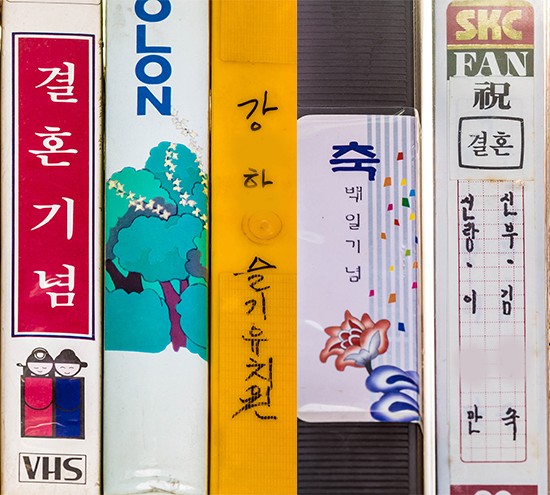 결혼기념
VHS
OLON
강하
슬기유치원
축
백일기념
SKC
FAN
祝
결혼
신부·김 숙
신랑·이 만